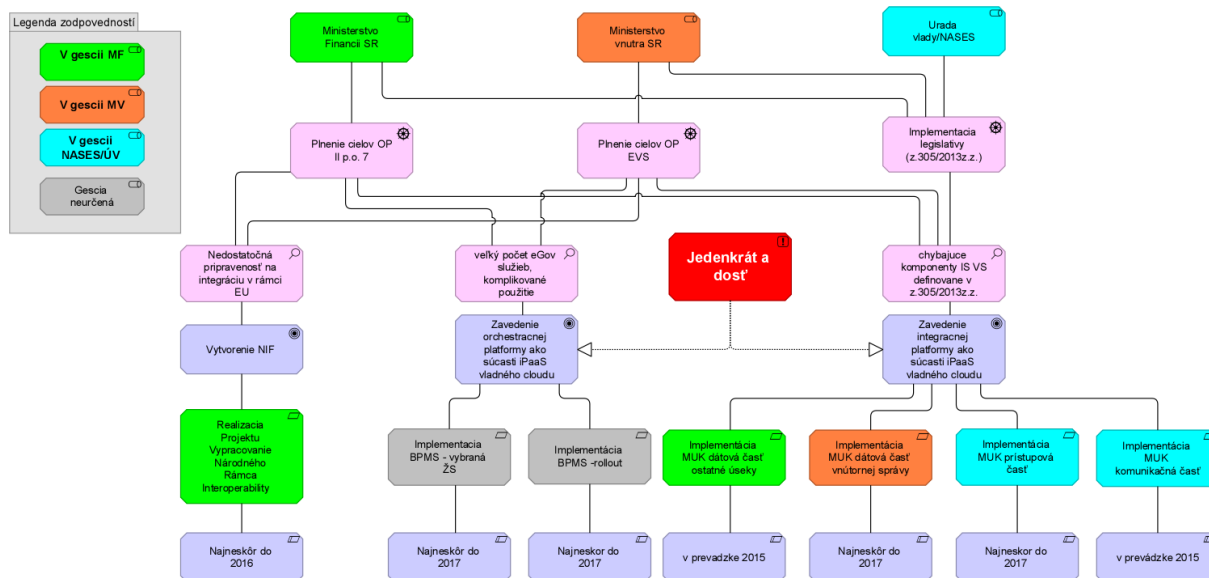 Legenda zodpovedností
V gescii MF
V gescii MV
V gescii
NASES/ÚV
Gescia
neurčená
Ministerstvo
Financii SR
Ministerstvo
vnutra SR
Urada
vlady/NASES
Plnenie cielov OP
II p.o. 7
Plnenie cielov OP
EVS
Implementacia
legislativy
(z.305/2013z.z.)
Nedostatočná
pripravenosť na
integráciu v rámci
EU
veľký počet eGov
služieb,
komplikované
použitie
Jedenkrát a
dosť
chybajuce
komponenty IS VS
definovane v
z.305/2013z.z.
Vytvorenie NIF
Zavedenie
orchestracnej
platformy ako
súcasti iPaaS
vladného cloudu
Zavedenie
integracnej
platformy ako
súcasti iPaaS
vladného cloudu
Realizacia
Projektu
Vypracovanie
Národného
Rámca
Interoperability
Implementacia
BPMS - vybraná
ŽS
Implementácia
BPMS -rollout
Implementácia
MUK dátová časť
ostatné úseky
Implementácia
MUK dátová časť
vnútornej správy
Implementácia
MUK prístupová
časť
Implementácia
MUK
komunikačná časť
Najneskôr do
2016
Najneskôr do
2017
Najneskor do
2017
v prevadzke 2015
Najneskôr do
2017
Najneskor do
2017
v prevádzke 2015